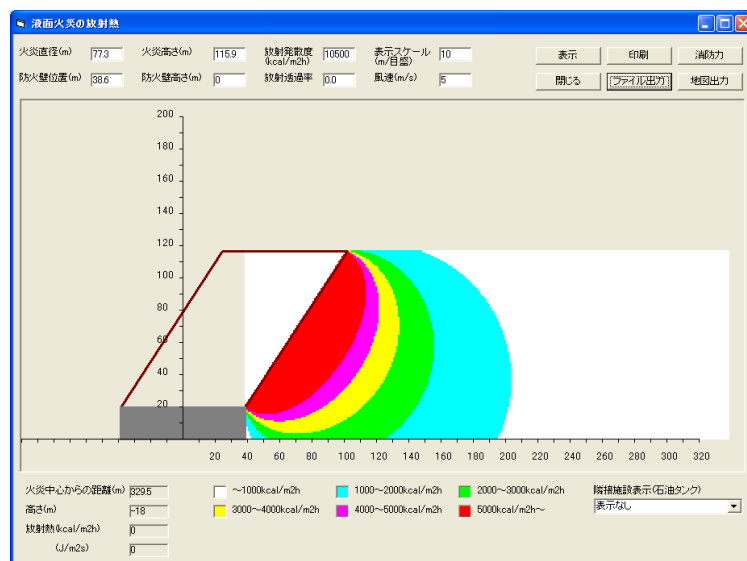 液面火災の放射熱
火炎直径(m) 77.3 火炎高さ(m) 115.9 放射発散度(kcal/m2h) 10500 表示スケール(m/目盛) 10 表示 印刷 消防力
防火壁位置(m) 38.6 防火壁高さ(m) 0 放射透過率 0.0 風速(m/s) 5 閉じる ファイル出力 地図出力
200
180
160
140
120
100
80
60
40
20
20 40 60 80 100 120 140 160 180 200 220 240 260 280 300 320
火炎中心からの距離(m) 329.5 ～1000kcal/m2h 1000～2000kcal/m2h 2000～3000kcal/m2h 隣接施設表示(石油タンク)
高さ(m) -18 3000～4000kcal/m2h 4000～5000kcal/m2h 5000kcal/m2h～ 表示なし
放射熱(kcal/m2h) 0
(J/m2s) 0